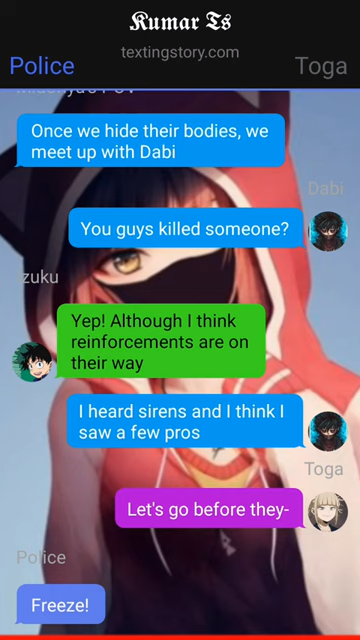 Kumar Ts
textingstory.com
Police
Toga
Once we hide their bodies, we
meet up with Dabi
Dabi
You guys killed someone?
zuku
Yep! Although I think
reinforcements are on
their way
I heard sirens and I think I
saw a few pros
Toga
Let's go before they-
Police
Freeze!